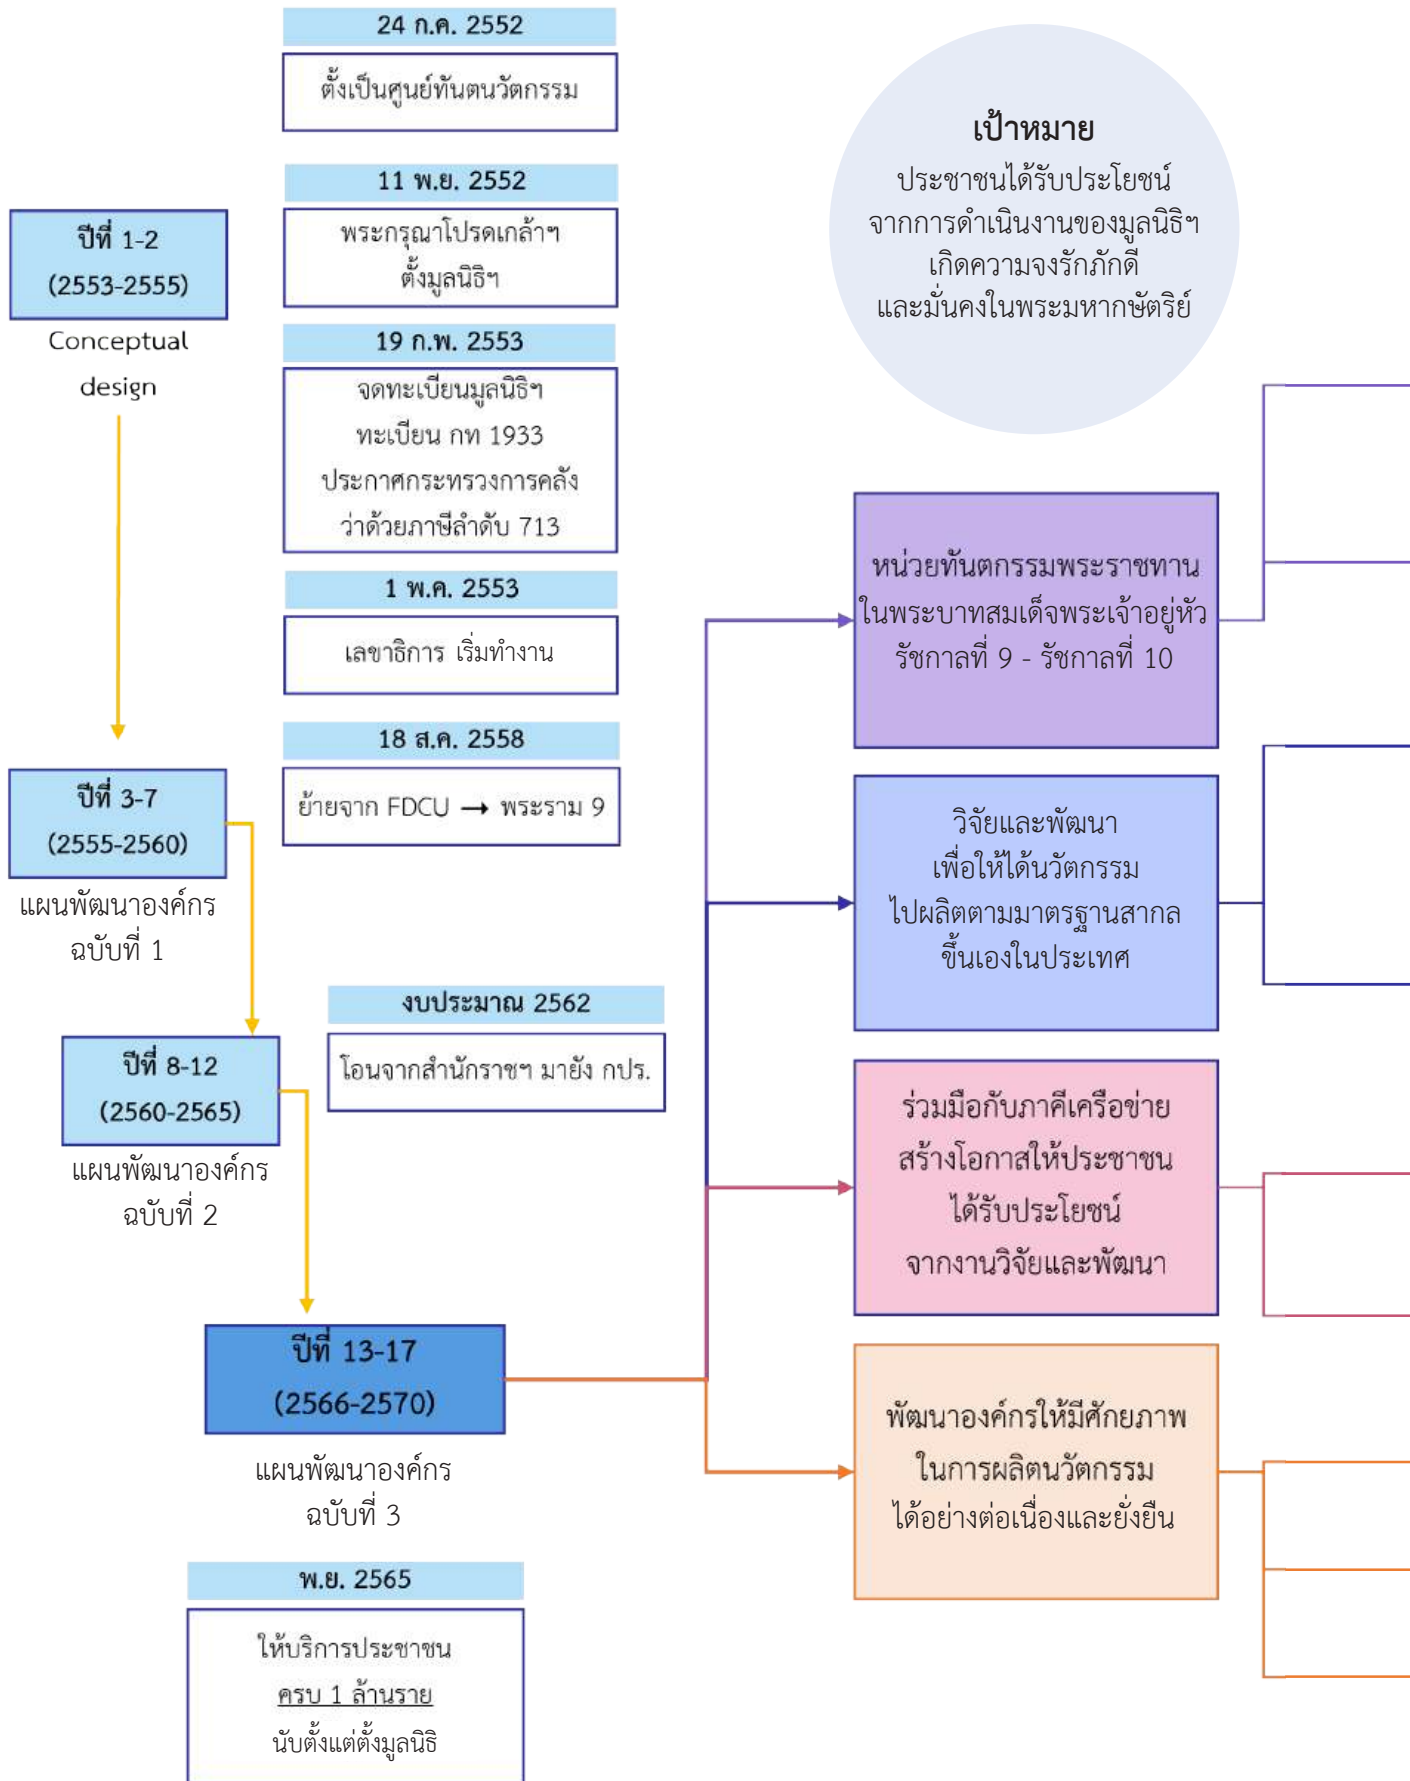 24 ก.ค. 2552
ตั้งเป็นศูนย์ทันตนวัตกรรม
11 พ.ย. 2552
พระกรุณาโปรดเกล้าฯ
ตั้งมูลนิธิฯ
19 ก.พ. 2553
จดทะเบียนมูลนิธิฯ
ทะเบียน กท 1933
ประกาศกระทรวงการคลัง
ว่าด้วยภาษีลำดับ 713
1 พ.ค. 2553
เลขาธิการ เริ่มทำงาน
18 ส.ค. 2558
ย้ายจาก FDCU → พระราม 9
ปีที่ 1-2
(2553-2555)
Conceptual
design
ปีที่ 3-7
(2555-2560)
แผนพัฒนาองค์กร
ฉบับที่ 1
งบประมาณ 2562
โอนจากสำนักราชฯ มายัง กปร.
ปีที่ 8-12
(2560-2565)
แผนพัฒนาองค์กร
ฉบับที่ 2
ปีที่ 13-17
(2566-2570)
แผนพัฒนาองค์กร
ฉบับที่ 3
พ.ย. 2565
ให้บริการประชาชน
ครบ 1 ล้านราย
นับตั้งแต่ตั้งมูลนิธิ
เป้าหมาย
ประชาชนได้รับประโยชน์
จากการดำเนินงานของมูลนิธิฯ
เกิดความจงรักภักดี
และมั่นคงในพระมหากษัตริย์
หน่วยทันตกรรมพระราชทาน
ในพระบาทสมเด็จพระเจ้าอยู่หัว
รัชกาลที่ 9 - รัชกาลที่ 10
วิจัยและพัฒนา
เพื่อให้ได้นวัตกรรม
ไปผลิตตามมาตรฐานสากล
ขึ้นเองในประเทศ
ร่วมมือกับภาคีเครือข่าย
สร้างโอกาสให้ประชาชน
ได้รับประโยชน์
จากงานวิจัยและพัฒนา
พัฒนาองค์กรให้มีศักยภาพ
ในการผลิตนวัตกรรม
ได้อย่างต่อเนื่องและยั่งยืน